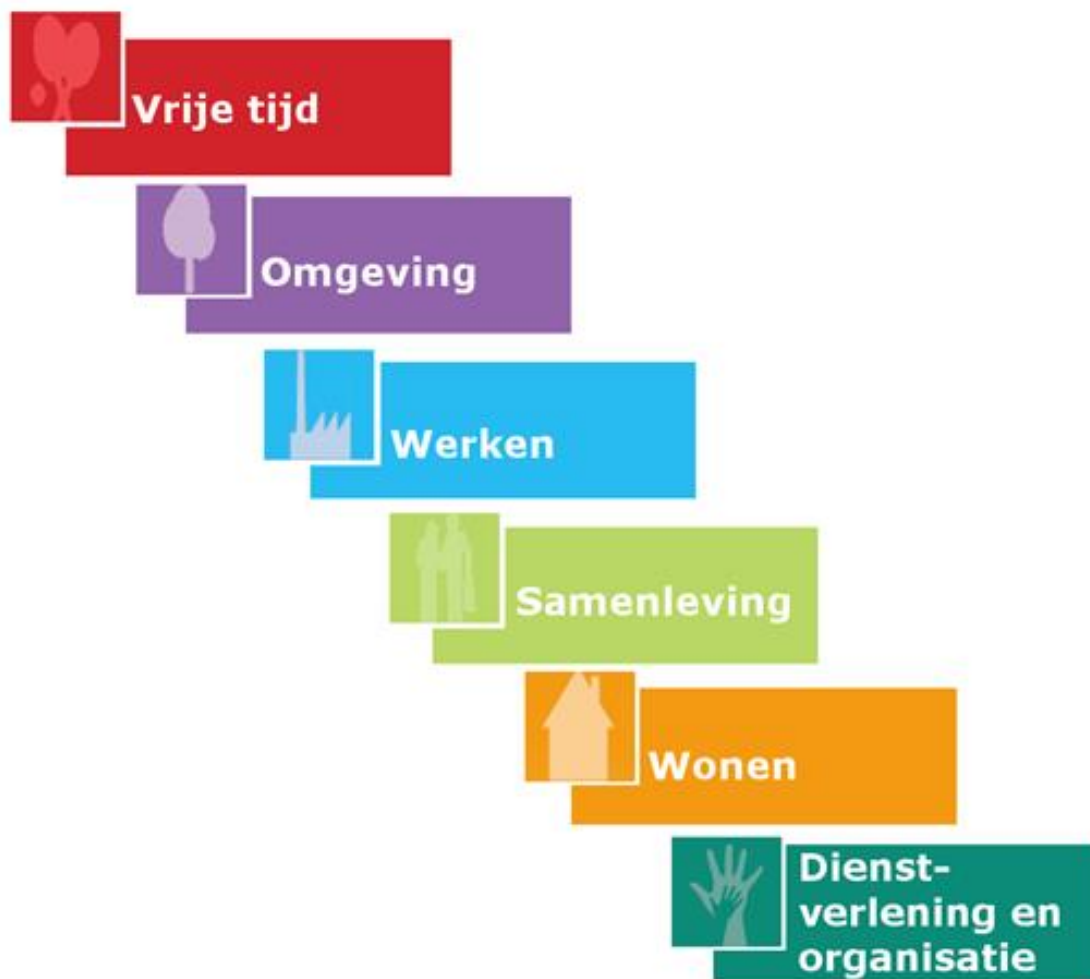 Vrije tijd
Omgeving
Werken
Samenleving
Wonen
Dienst-
verlening en
organisatie